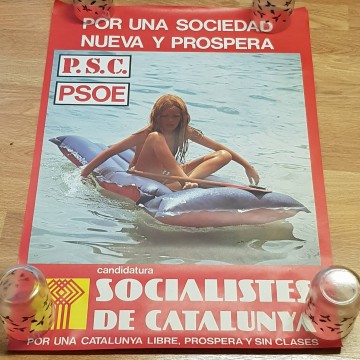 POR UNA SOCIEDAD
NUEVA Y PROSPERA
P.S.C.
PSOE
candidatura
SOCIALISTES
DE CATALUNYA
POR UNA CATALUNYA LIBRE, PROSPERA Y SIN CLASES